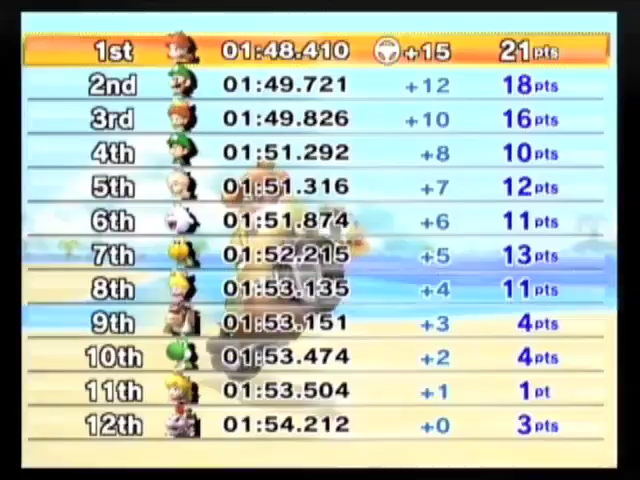 1st 01:48.410 +15 21pts
2nd 01:49.721 +12 18pts
3rd 01:49.826 +10 16pts
4th 01:51.292 +8 10pts
5th 01:51.316 +7 12pts
6th 01:51.874 +6 11pts
7th 01:52.215 +5 13pts
8th 01:53.135 +4 11pts
9th 01:53.151 +3 4pts
10th 01:53.474 +2 4pts
11th 01:53.504 +1 1pt
12th 01:54.212 +0 3pts